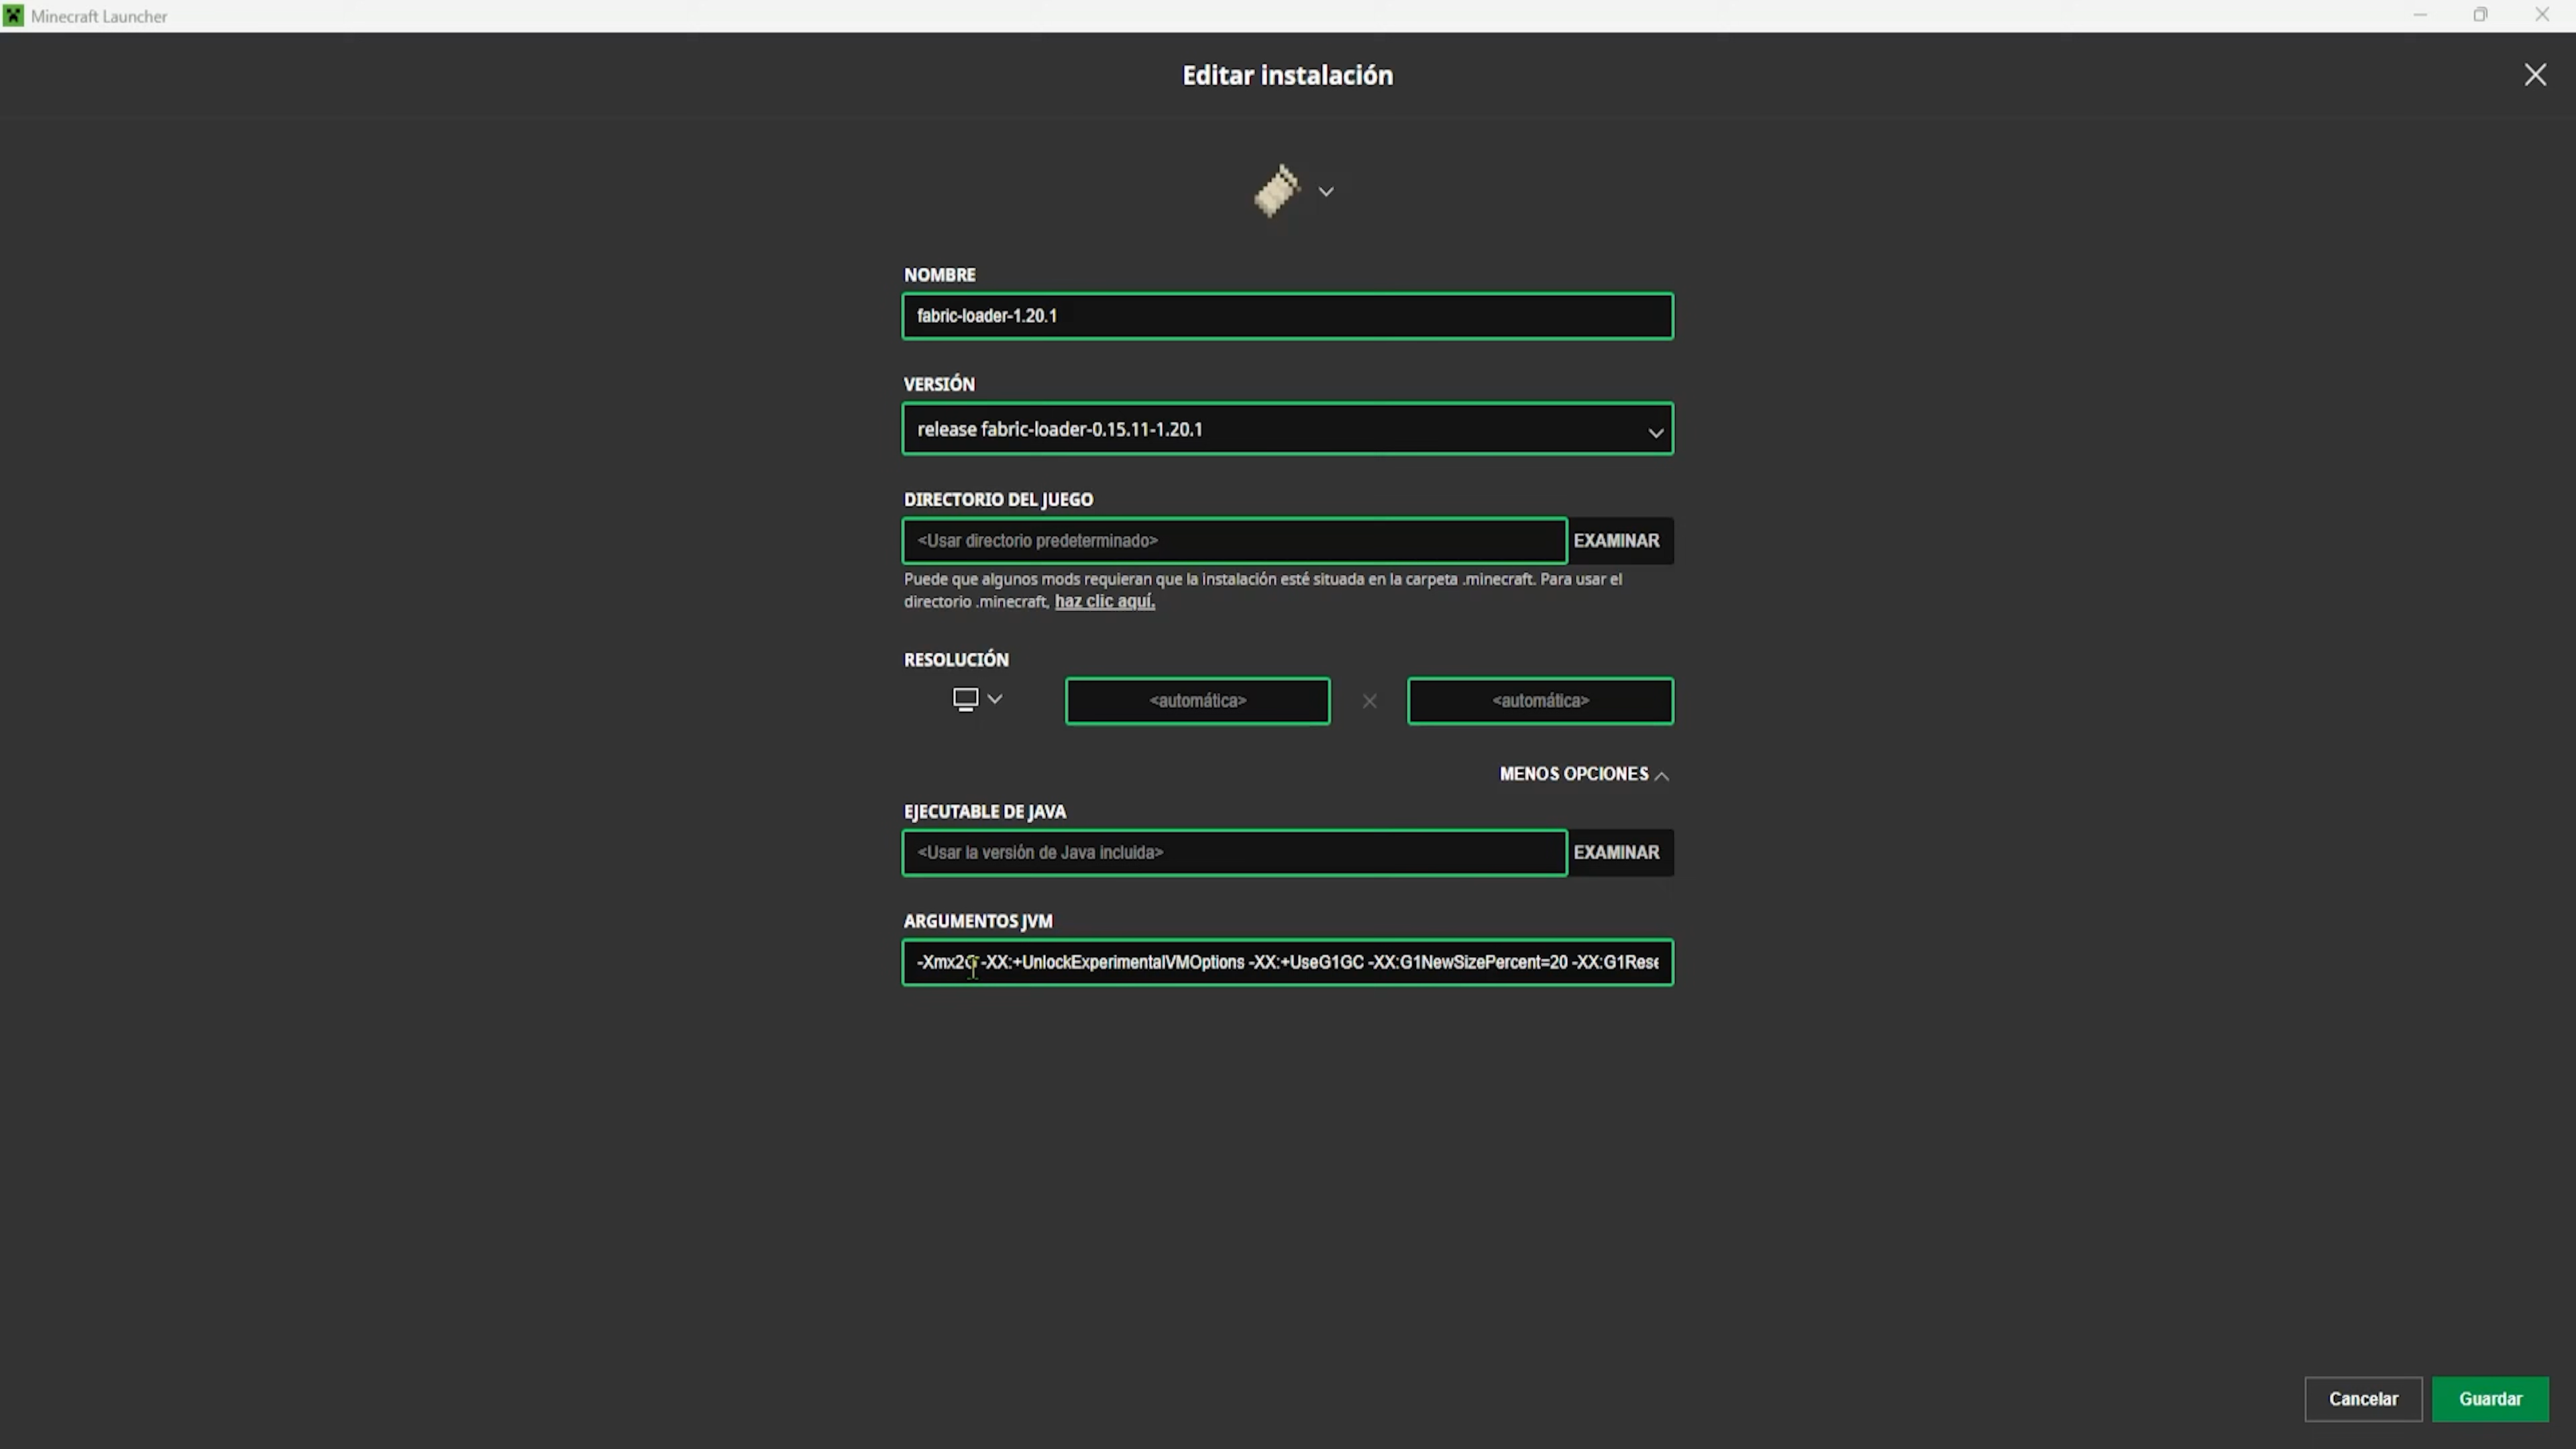 Minecraft Launcher
Editar instalación
NOMBRE
fabric-loader-1.20.1
VERSIÓN
release fabric-loader-0.15.11-1.20.1
DIRECTORIO DEL JUEGO
<Usar directorio predeterminado> EXAMINAR
Puede que algunos mods requieran que la instalación esté situada en la carpeta .minecraft. Para usar el
directorio .minecraft, haz clic aquí.
RESOLUCIÓN
<automática> <automática>
MENOS OPCIONES
EJECUTABLE DE JAVA
<Usar la versión de Java incluida> EXAMINAR
ARGUMENTOS JVM
-Xmx2G -XX:+UnlockExperimentalVMOptions -XX:+UseG1GC -XX:G1NewSizePercent=20 -XX:G1Rese
Cancelar Guardar